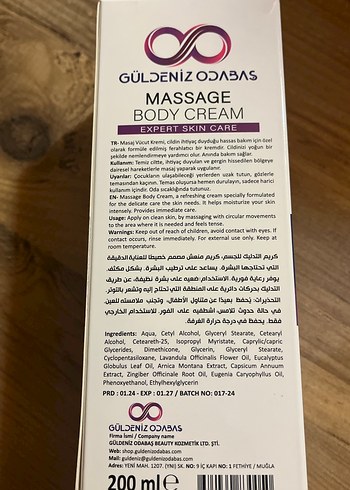 GÜLDENİZ ODABAŞ
MASSAGE
BODY CREAM
EXPERT SKIN CARE
TR- Masaj Vücut Kremi, cildin ihtiyaç duyduğu hassas bakım için özel
olarak formüle edilmiş ferahlatıcı bir kremdir. Cildinizi yoğun bir
şekilde nemlendirmeye yardımcı olur. Anında bakım sağlar.
Kullanım: Temiz ciltte, ihtiyaç duyulan ve gergin hissedilen bölgeye
dairesel hareketlerle masaj yaparak uygulanır.
Uyarılar: Çocukların ulaşabileceği yerlerden uzak tutun, gözlerle
temasından kaçının. Temas olursa hemen durulayın, sadece harici
kullanım içindir. Oda sıcaklığında tutunuz.
EN- Massage Body Cream, a refreshing cream specially formulated
for the delicate care the skin needs. It helps moisturize your skin
intensely. Provides immediate care.
Usage: Apply on clean skin, by massaging with circular movements
to the area where it is needed and feels tense.
Warnings: Keep out of reach of children, avoid contact with eyes. If
contact occurs, rinse immediately. For external use only. Keep at
room temperature.
كريم التدليك للجسم، كريم منعش مصمم خصيصًا للعناية الدقيقة
التي تحتاجها البشرة. يساعد على ترطيب البشرة. بشكل مكثف.
يوفر رعاية فورية. الاستخدام: ضعيه على بشرة نظيفة، عن طريق
التدليك بحركات دائرية على المنطقة التي تحتاج إليه وتشعر بالتوتر.
التحذيرات: يُحفظ بعيدًا عن متناول الأطفال، وتجنب ملامسته للعين.
في حالة حدوث تلامس، اشطفيه على الفور للاستخدام الخارجي
فقط. يحفظ في درجة حرارة الغرفة.
Ingredients: Aqua, Cetyl Alcohol, Glyceryl Stearate, Cetearyl
Alcohol, Ceteareth-25, Isopropyl Myristate, Caprylic/capric
Glycerides, Dimethicone, Glycerin, Glyceryl Stearate,
Cyclopentasiloxane, Lavandula Officinalis Flower Oil, Eucalyptus
Globulus Leaf Oil, Arnica Montana Extract, Capsicum Annuum
Extract, Zingiber Officinale Root Oil, Eugenia Caryophyllus Oil,
Phenoxyethanol, Ethylhexylglycerin
PRD : 01.24 - EXP : 01.27 / BATCH NO: 017-24
GÜLDENİZ ODABAŞ
Firma İsmi / Company name
GÜLDENİZ ODABAŞ BEAUTY KOZMETİK LTD. ŞTİ.
Web: shop.guldenizodabas.com
Mail: guldeniz@guldenizodabas.com
Adres: YENİ MAH. 1207. (YN) SK. NO: 9 İÇ KAPI NO: 1 FETHİYE / MUĞLA
200 ml e